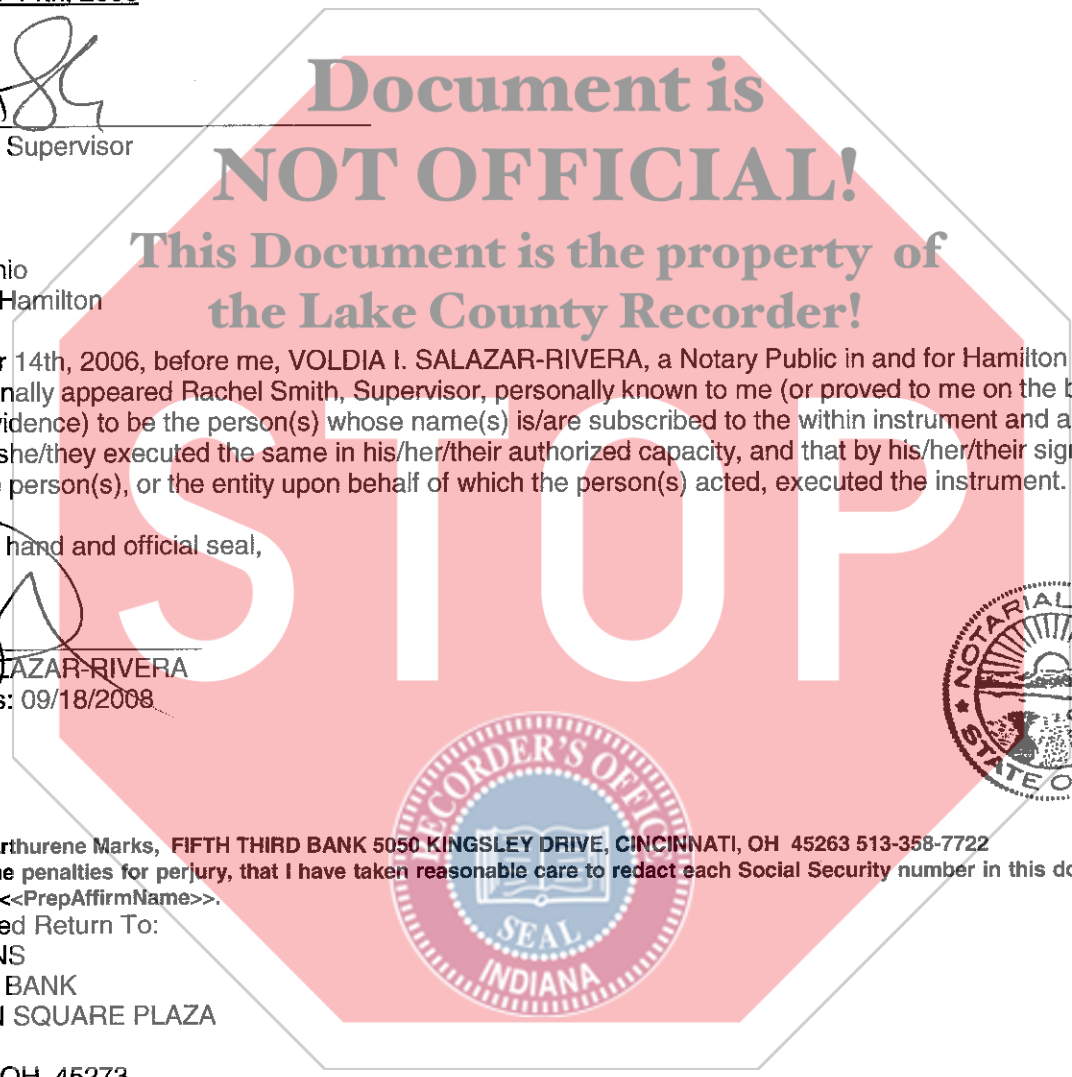 Document is
NOT OFFICIAL!
This Document is the property of
the Lake County Recorder!
STOP
Supervisor
Hamilton
14th, 2006, before me, VOLDIA I. SALAZAR-RIVERA, a Notary Public in and for Hamilton
nally appeared Rachel Smith, Supervisor, personally known to me (or proved to me on the b
vidence) to be the person(s) whose name(s) is/are subscribed to the within instrument and a
she/they executed the same in his/her/their authorized capacity, and that by his/her/their sig
person(s), or the entity upon behalf of which the person(s) acted, executed the instrument.
hand and official seal,
LAZAR-RIVERA
s: 09/18/2008
NOTARIAL
STATE O
RECORDER'S OFFICE
SEAL
INDIANA
rthurene Marks, FIFTH THIRD BANK 5050 KINGSLEY DRIVE, CINCINNATI, OH 45263 513-358-7722
e penalties for perjury, that I have taken reasonable care to redact each Social Security number in this do
<<PrepAffirmName>>.
ed Return To:
NS
BANK
N SQUARE PLAZA
OH 45273